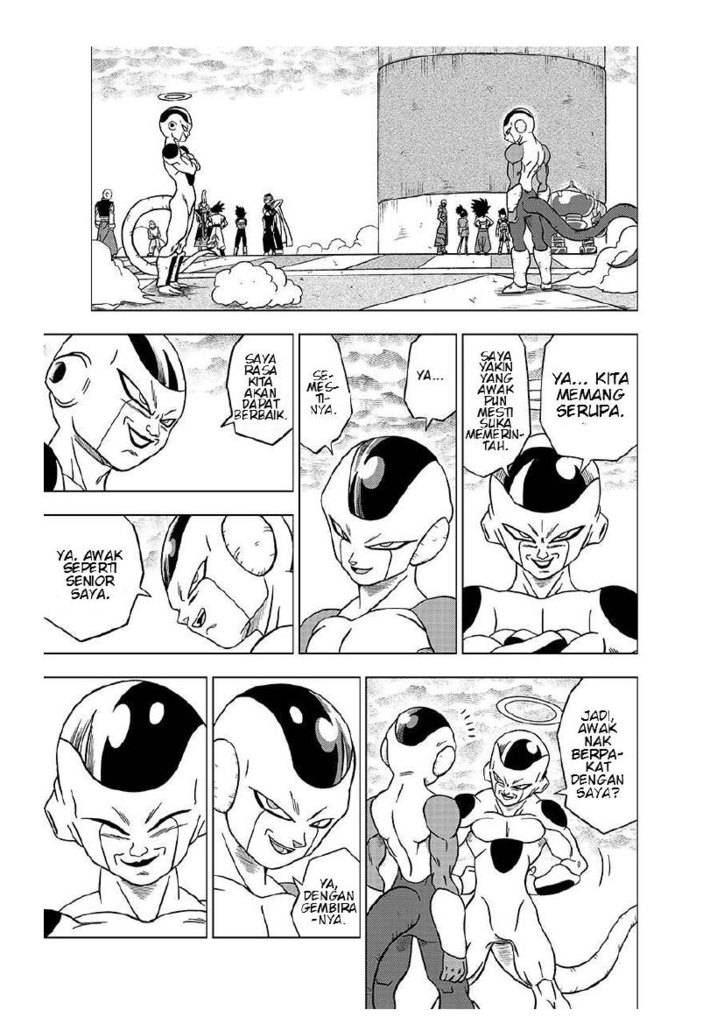 YA... KITA
MEMANG
SERUPA.
SAYA
YAKIN
YANG
AWAK
PUN
MESTI
SUKA
MEMERIN-
TAH.
YA...
SE-
MES-
TI-
NYA.
SAYA
RASA
KITA
AKAN
DAPAT
BERBAIK.
YA. AWAK
SEPERTI
SENIOR
SAYA.
JADI,
AWAK
NAK
BERPA-
KAT
DENGAN
SAYA?
YA,
DENGAN
GEMBIRA
-NYA.